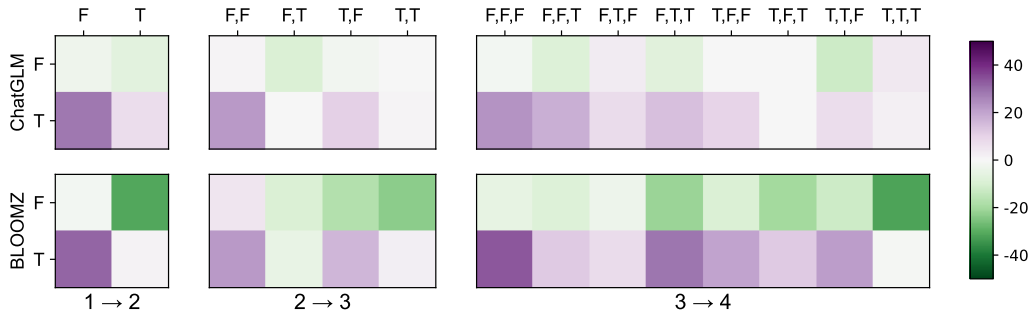 F T F,F F,T T,F T,T F,F,F F,F,T F,T,F F,T,T T,F,F T,F,T T,T,F T,T,T
ChatGLM
F
T
BLOOMZ
F
T
1 → 2 2 → 3 3 → 4
40
20
0
-20
-40